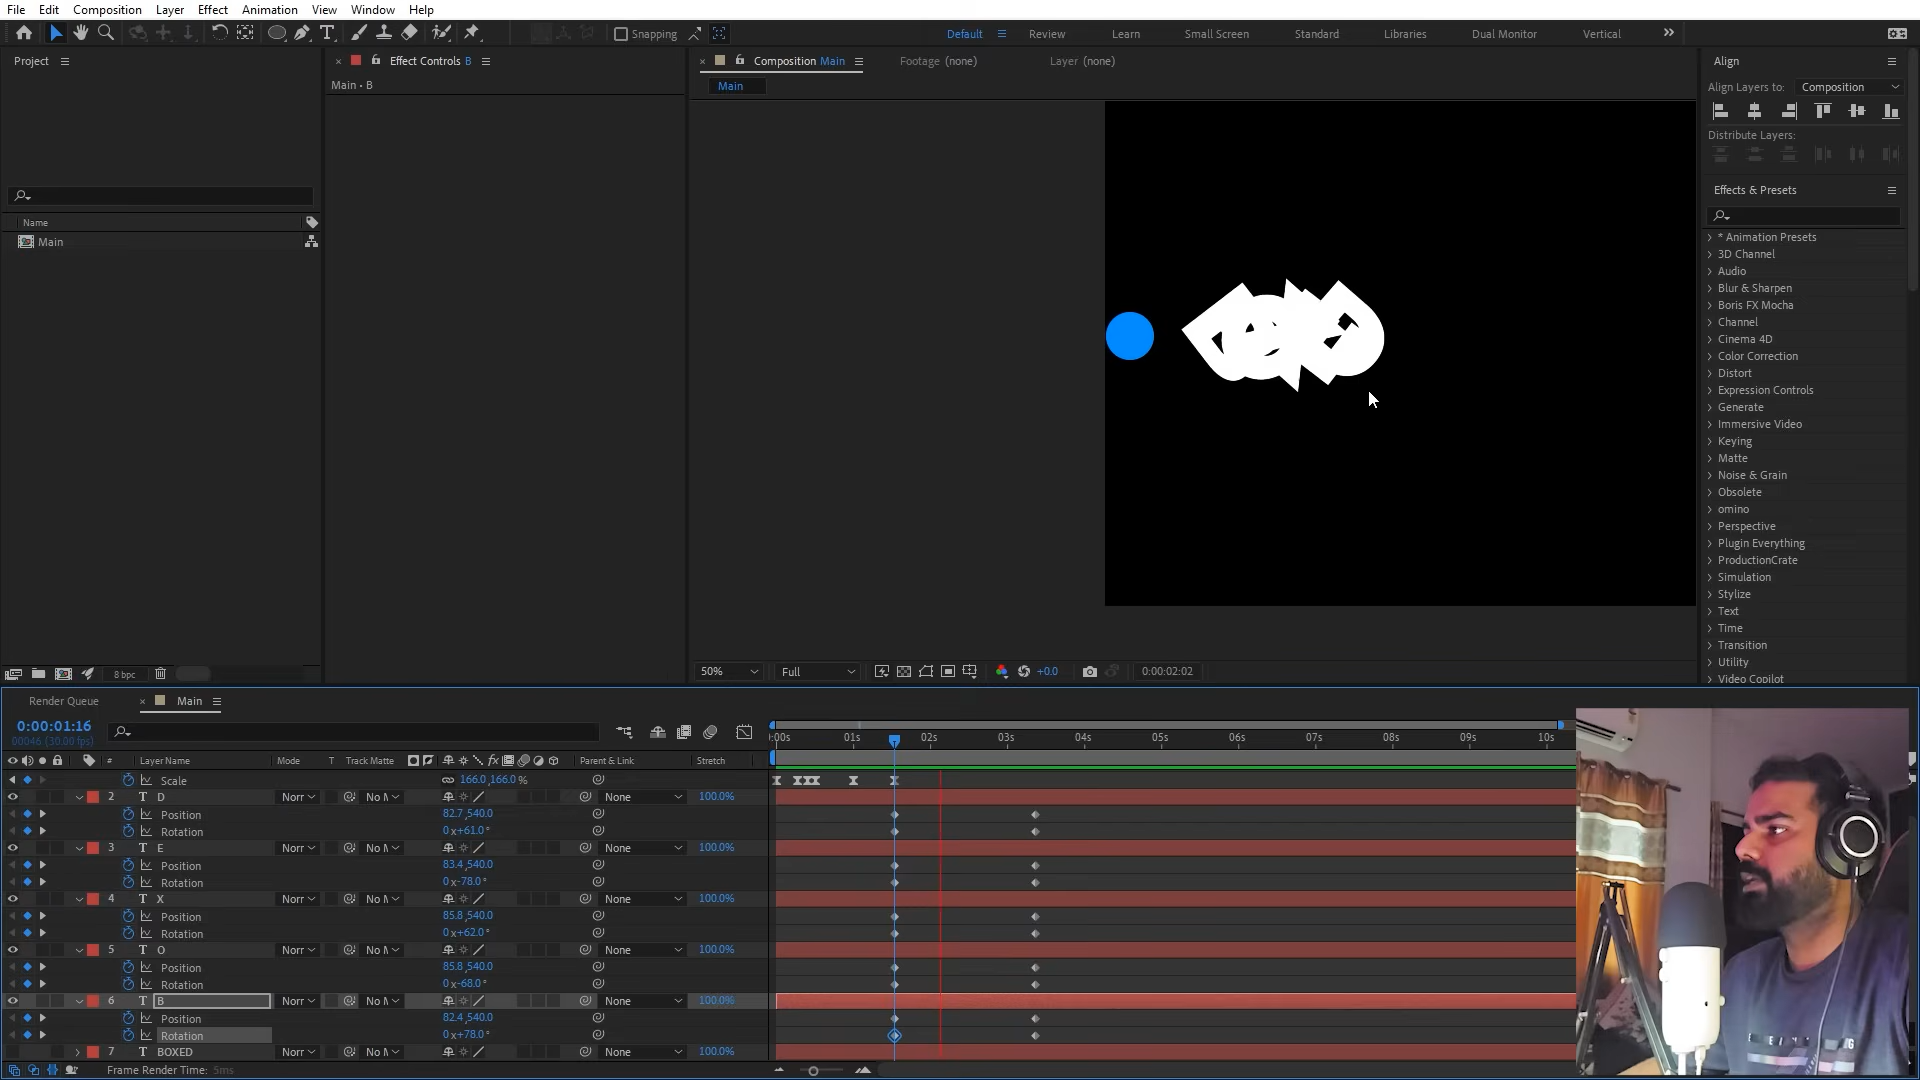 File Edit Composition Layer Effect Animation View Window Help
Snapping
Default Review Learn Small Screen Standard Libraries Dual Monitor Vertical
Project
Effect Controls B
Composition Main
Footage (none)
Layer (none)
Main • B
Main
Name
Main
8 bpc
50%
Full
+0.0
0:00:02:02
Align
Align Layers to: Composition
Distribute Layers:
Effects & Presets
* Animation Presets
3D Channel
Audio
Blur & Sharpen
Boris FX Mocha
Channel
Cinema 4D
Color Correction
Distort
Expression Controls
Generate
Immersive Video
Keying
Matte
Noise & Grain
Obsolete
omino
Perspective
Plugin Everything
ProductionCrate
Simulation
Stylize
Text
Time
Transition
Utility
Video Copilot
Render Queue
Main
0:00:01:16
00046 (30.00 fps)
:00s 01s 02s 03s 04s 05s 06s 07s 08s 09s 10s
# Layer Name Mode T Track Matte Parent & Link Stretch
Scale 166.0,166.0 %
2 T D Norr No M None 100.0%
Position 82.7,540.0
Rotation 0x+61.0°
3 T E Norr No M None 100.0%
Position 83.4,540.0
Rotation 0x-78.0°
4 T X Norr No M None 100.0%
Position 85.8,540.0
Rotation 0x+62.0°
5 T O Norr No M None 100.0%
Position 85.8,540.0
Rotation 0x-68.0°
6 T B Norr No M None 100.0%
Position 82.4,540.0
Rotation 0x+78.0°
7 T BOXED Norr No M None 100.0%
Frame Render Time: 5ms